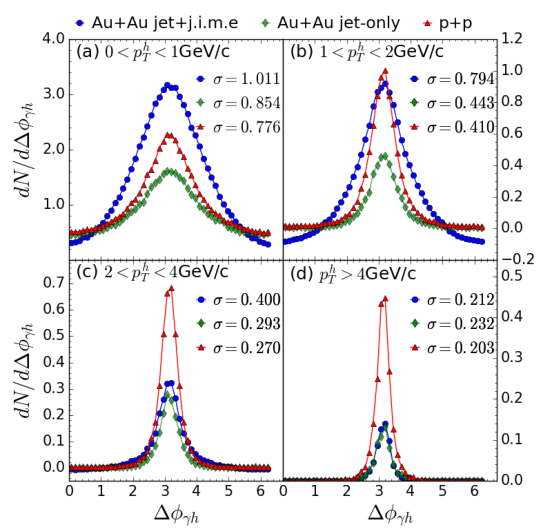 Au+Au jet+j.i.m.e Au+Au jet-only p+p
(a) 0 < p_T^h < 1GeV/c
σ = 1.011
σ = 0.854
σ = 0.776
dN/dΔϕ_γh
3.0
2.0
1.0
(b) 1 < p_T^h < 2GeV/c
σ = 0.794
σ = 0.443
σ = 0.410
1.2
1.0
0.8
0.6
0.4
0.2
0.0
−0.2
(c) 2 < p_T^h < 4GeV/c
σ = 0.400
σ = 0.293
σ = 0.270
dN/dΔϕ_γh
0.7
0.6
0.5
0.4
0.3
0.2
0.1
0.0
0 1 2 3 4 5 6
Δϕ_γh
(d) p_T^h > 4GeV/c
σ = 0.212
σ = 0.232
σ = 0.203
0.5
0.4
0.3
0.2
0.1
0.0
0 1 2 3 4 5 6
Δϕ_γh